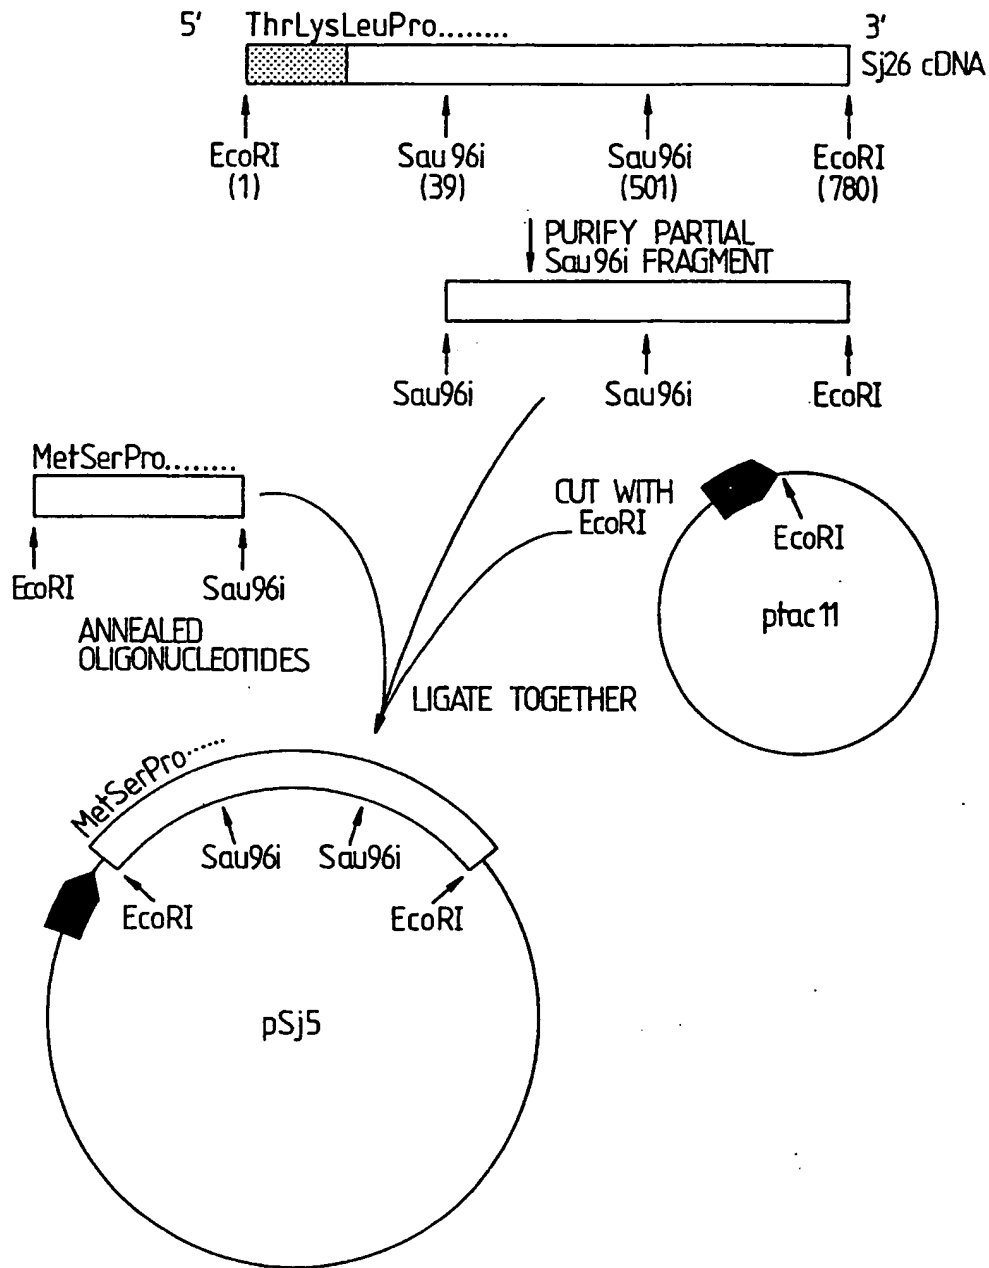 5' ThrLysLeuPro........ 3'
Sj26 cDNA
EcoRI Sau96i Sau96i EcoRI
(1) (39) (501) (780)
PURIFY PARTIAL
Sau96i FRAGMENT
Sau96i Sau96i EcoRI
MetSerPro........
EcoRI Sau96i
ANNEALED
OLIGONUCLEOTIDES
CUT WITH
EcoRI
EcoRI
ptac11
LIGATE TOGETHER
MetSerPro......
Sau96i Sau96i
EcoRI EcoRI
pSj5